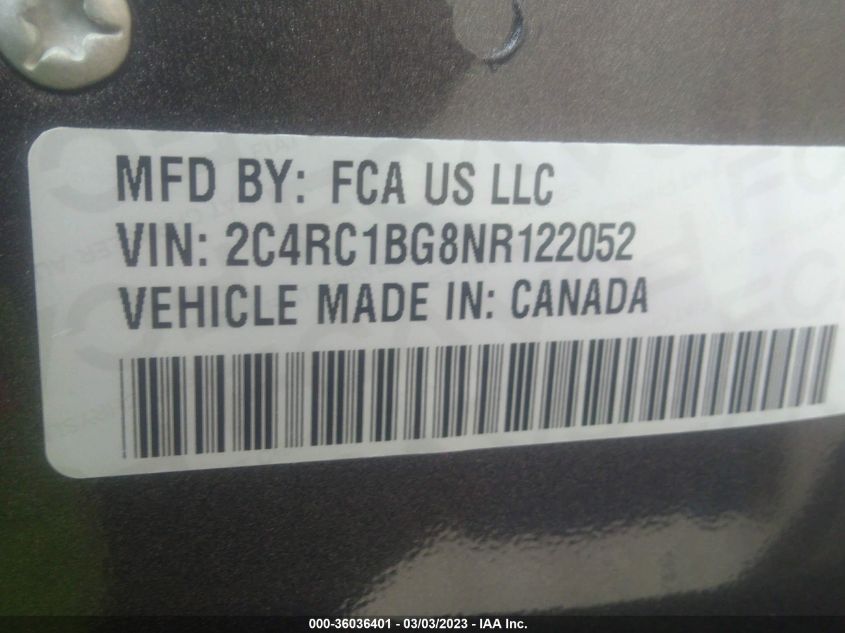 MFD BY: FCA US LLC
VIN: 2C4RC1BG8NR122052
VEHICLE MADE IN: CANADA
000-36036401 - 03/03/2023 - IAA Inc.